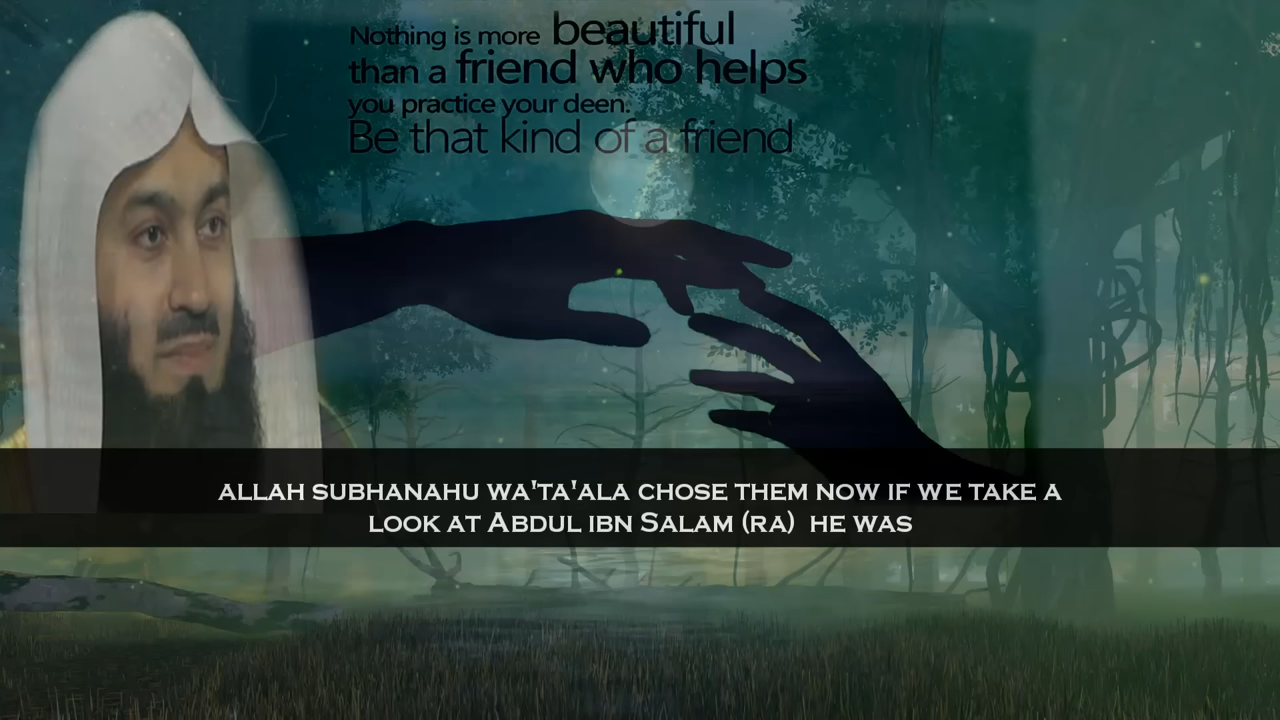 Nothing is more beautiful
than a friend who helps
you practice your deen.
Be that kind of a friend
ALLAH SUBHANAHU WA'TA'ALA CHOSE THEM NOW IF WE TAKE A
LOOK AT ABDUL IBN SALAM (RA) HE WAS